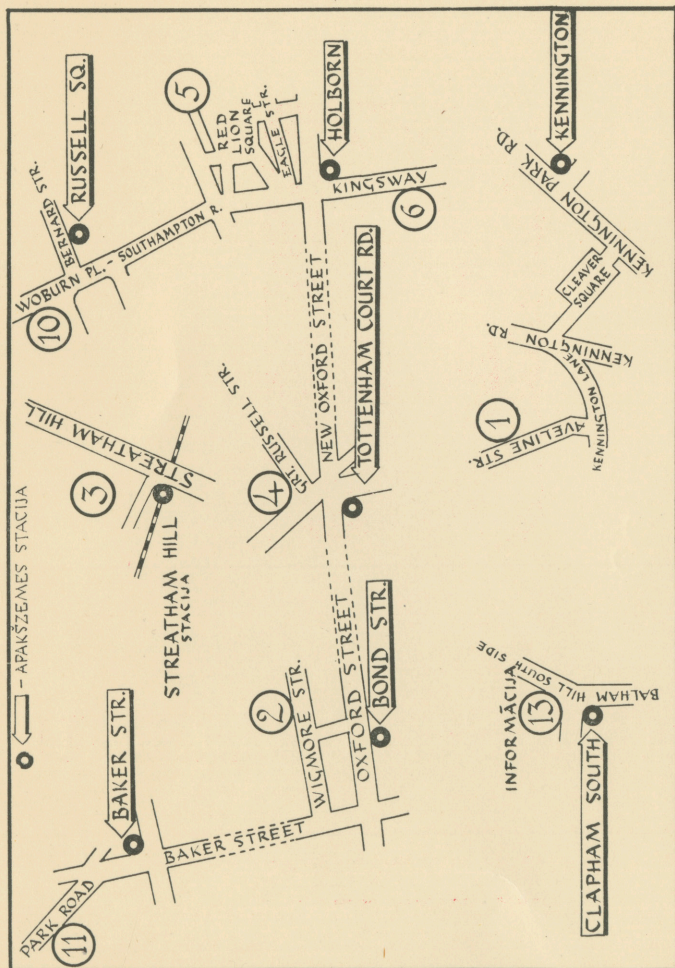 – APAKŠZEMES STACIJA
PARK ROAD
11
BAKER STR.
BAKER STREET
STREATHAM HILL
3
STREATHAM HILL
STACIJA
10
WOBURN PL. – SOUTHAMPTON R.
BERNARD STR.
RUSSELL SQ.
5
RED
LION
SQUARE
EAGLE STR.
HOLBORN
KINGSWAY
6
2
WIGMORE STR.
OXFORD STREET
BOND STR.
4
GRT. RUSSELL STR.
NEW OXFORD STREET
TOTTENHAM COURT RD.
INFORMĀCIJA
13
BALHAM HILL SOUTH SIDE
CLAPHAM SOUTH
1
AVELINE STR.
KENNINGTON LANE
KENNINGTON RD.
CLEAVER
SQUARE
KENNINGTON PARK RD.
KENNINGTON